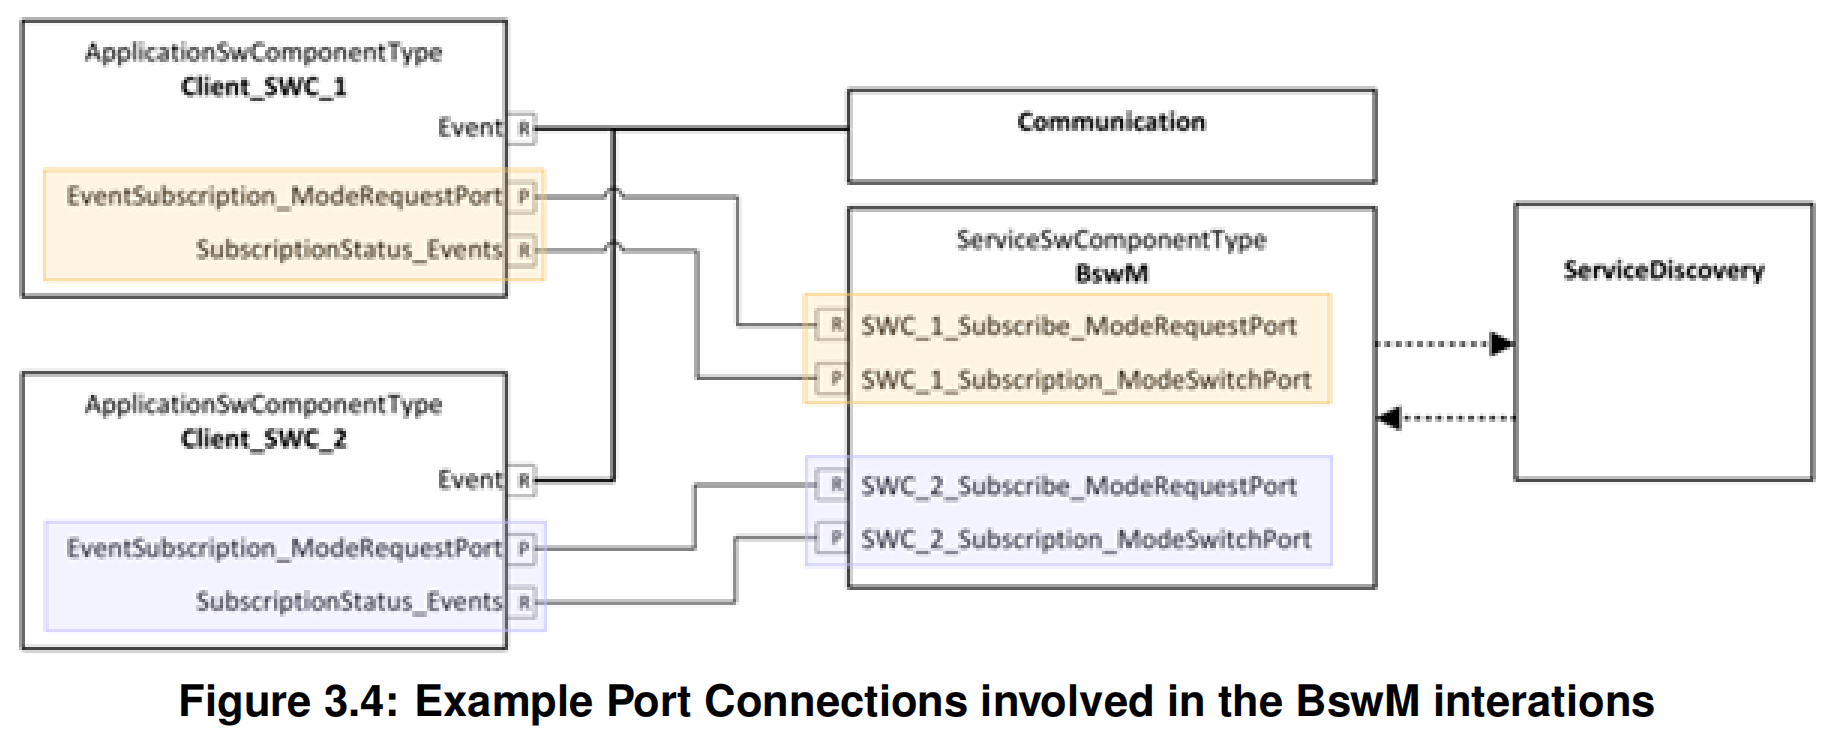 ApplicationSwComponentType
Client_SWC_1
Event R
EventSubscription_ModeRequestPort P
SubscriptionStatus_Events R
ApplicationSwComponentType
Client_SWC_2
Event R
EventSubscription_ModeRequestPort P
SubscriptionStatus_Events R
Communication
ServiceSwComponentType
BswM
R SWC_1_Subscribe_ModeRequestPort
P SWC_1_Subscription_ModeSwitchPort
R SWC_2_Subscribe_ModeRequestPort
P SWC_2_Subscription_ModeSwitchPort
ServiceDiscovery
Figure 3.4: Example Port Connections involved in the BswM interations